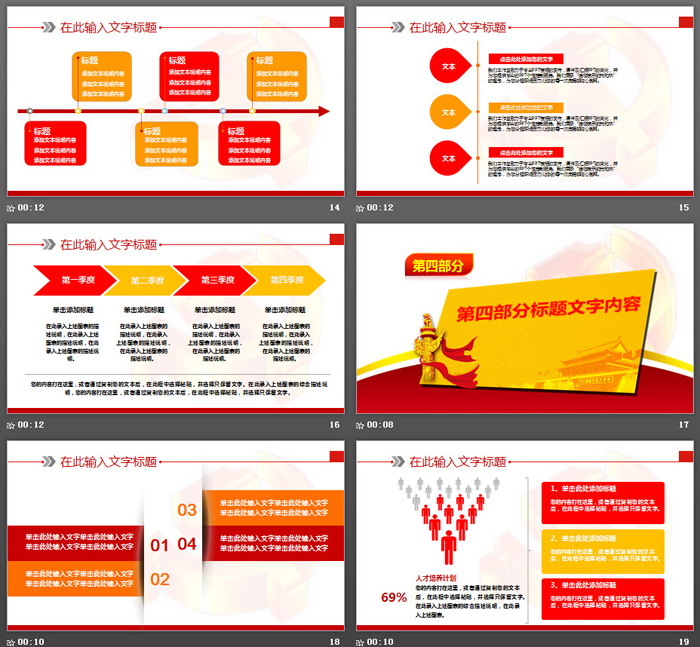 在此输入文字标题
标题
添加文本说明内容
添加文本说明内容
添加文本说明内容
标题
添加文本说明内容
添加文本说明内容
添加文本说明内容
标题
添加文本说明内容
添加文本说明内容
添加文本说明内容
标题
添加文本说明内容
添加文本说明内容
添加文本说明内容
标题
添加文本说明内容
添加文本说明内容
添加文本说明内容
标题
添加文本说明内容
添加文本说明内容
添加文本说明内容
00:12
14
在此输入文字标题
文本
点击此处添加您的文字
文本
点击此处添加您的文字
文本
点击此处添加您的文字
00:12
15
在此输入文字标题
第一季度
第二季度
第三季度
第四季度
单击添加标题
单击添加标题
单击添加标题
单击添加标题
在此录入上述图表的描
述说明，在此录入上述
图表的描述说明，在此
录入上述图表的描述说
明。
在此录入上述图表的
描述说明，在此录入
上述图表的描述说
明，在此录入上述图
表的描述说明。
在此录入上述图表的
描述说明，在此录入
上述图表的描述说
明，在此录入上述图
表的描述说明。
在此录入上述图表的
描述说明，在此录入
上述图表的描述说
明，在此录入上述图
表的描述说明。
您的内容打在这里，或者通过复制您的文本后，在此框中选择粘贴，并选择只保留文字。在此录入上述图表的综合描述说
明，您的内容打在这里，或者通过复制您的文本后，在此框中选择粘贴，并选择只保留文字。
00:12
16
第四部分
第四部分标题文字内容
00:08
17
在此输入文字标题
03
单击此处输入文字单击此处输入文字
单击此处输入文字单击此处输入文字
单击此处输入文字单击此处输入文字
单击此处输入文字单击此处输入文字
01
04
单击此处输入文字单击此处输入文字
单击此处输入文字单击此处输入文字
单击此处输入文字单击此处输入文字
单击此处输入文字单击此处输入文字
02
00:10
18
在此输入文字标题
1、单击此处添加标题
您的内容打在这里，或者通过复制您的文本
后，在此框中选择粘贴，并选择只保留文字。
2、单击此处添加标题
您的内容打在这里，或者通过复制您的文本
后，在此框中选择粘贴，并选择只保留文字。
3、单击此处添加标题
您的内容打在这里，或者通过复制您的文本
后，在此框中选择粘贴，并选择只保留文字。
人才培养计划
69%
您的内容打在这里，或者通过复制您的文本
后，在此框中选择粘贴，并选择只保留文字。
在此录入上述图表的综合描述说明，在此录
入上述图表。
00:10
19